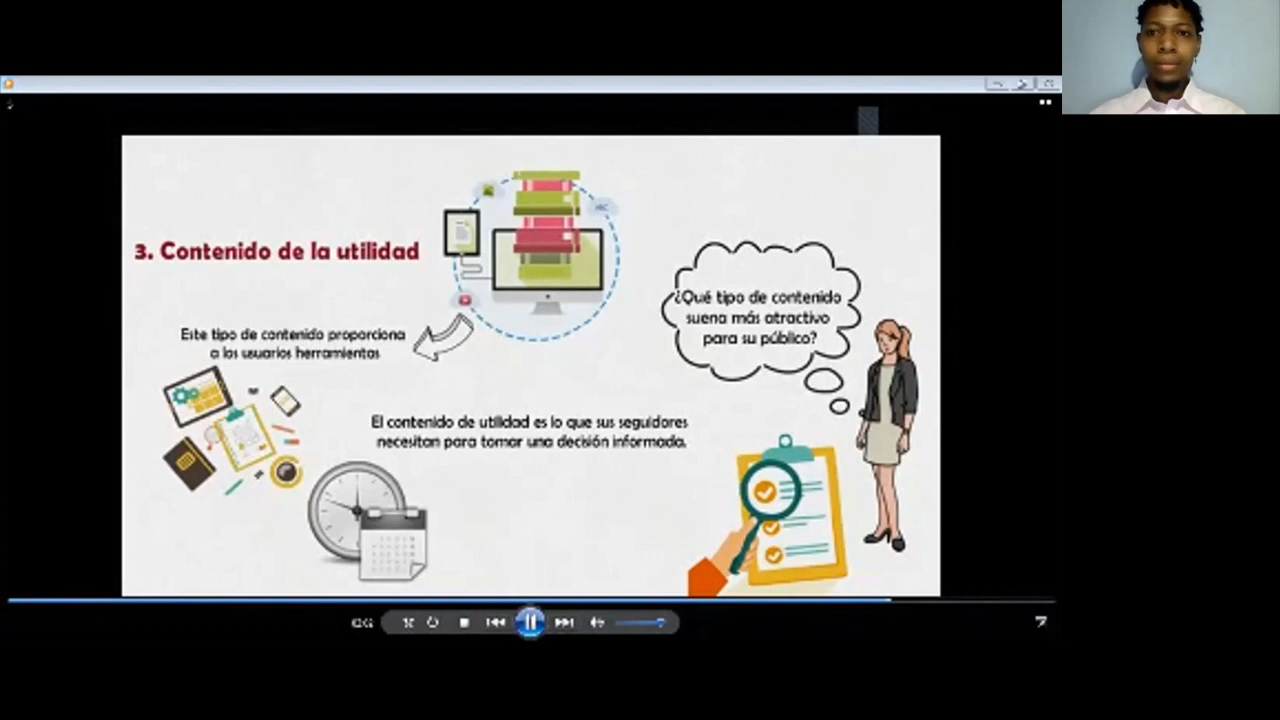 3. Contenido de la utilidad
Este tipo de contenido proporciona
a los usuarios herramientas
¿Qué tipo de contenido
suena más atractivo
para su público?
El contenido de utilidad es lo que sus seguidores
necesitan para tomar una decisión informada.